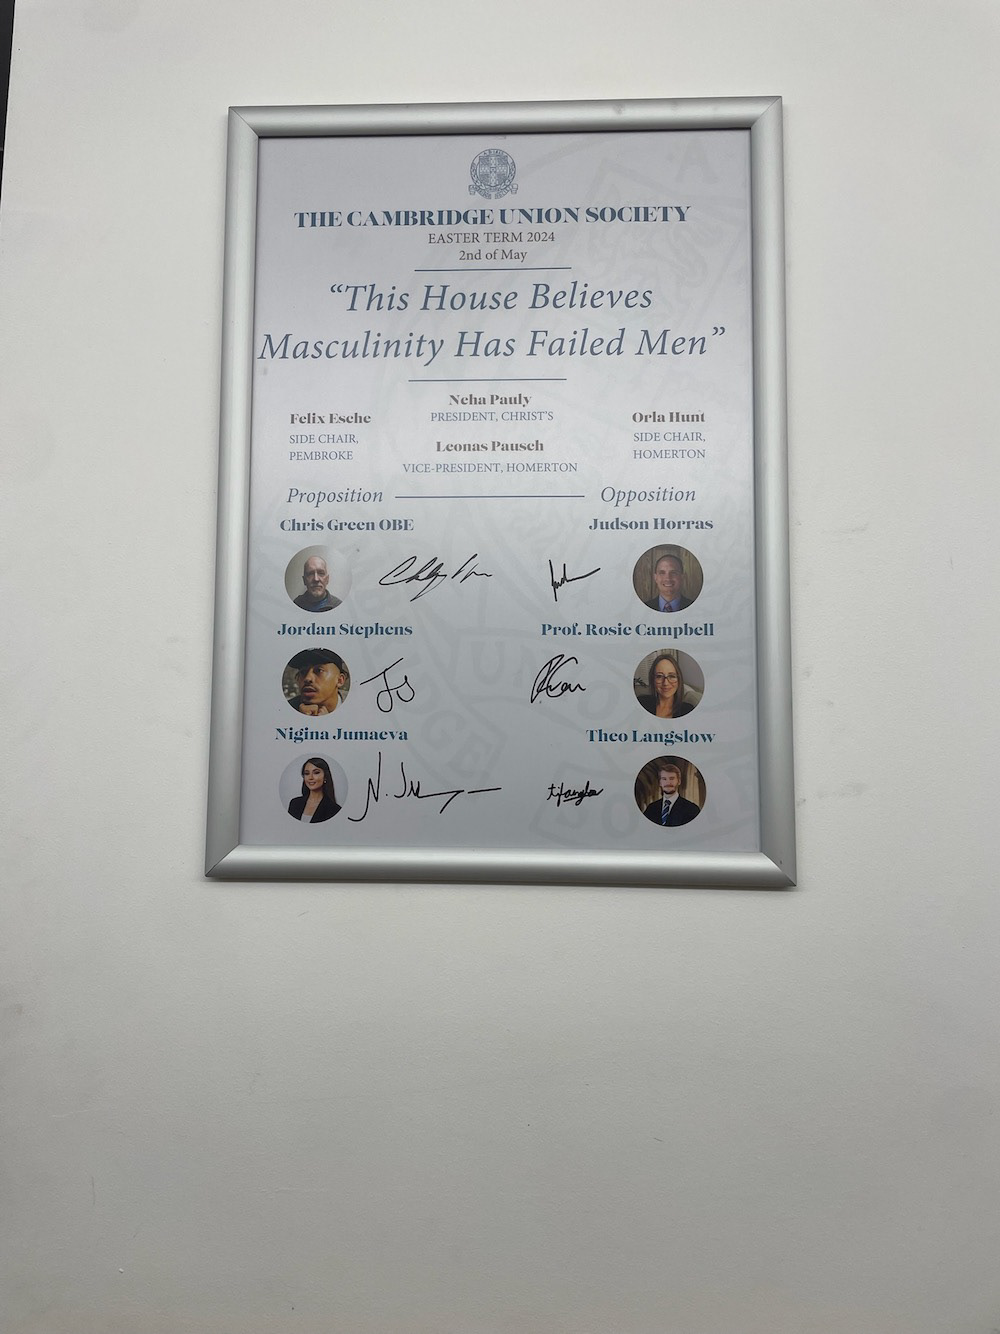 THE CAMBRIDGE UNION SOCIETY
EASTER TERM 2024
2nd of May
“This House Believes
Masculinity Has Failed Men”
Neha Pauly
PRESIDENT, CHRIST'S
Felix Esche
SIDE CHAIR,
PEMBROKE
Orla Hunt
SIDE CHAIR,
HOMERTON
Leonas Pausch
VICE-PRESIDENT, HOMERTON
Proposition
Opposition
Chris Green OBE
Judson Horras
Jordan Stephens
Prof. Rosie Campbell
Nigina Jumaeva
Theo Langslow